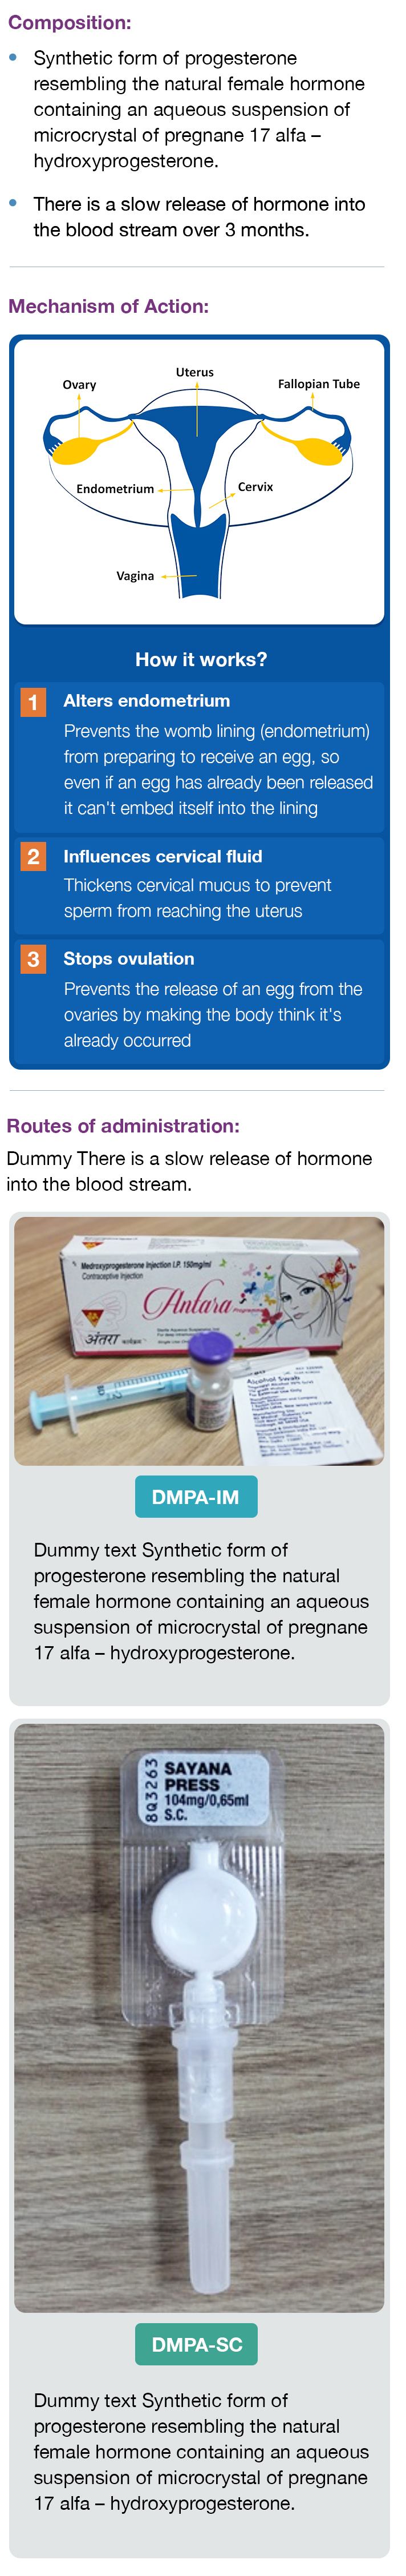 Composition:
Synthetic form of progesterone
resembling the natural female hormone
containing an aqueous suspension of
microcrystal of pregnane 17 alfa –
hydroxyprogesterone.
There is a slow release of hormone into
the blood stream over 3 months.
Mechanism of Action:
Uterus
Ovary
Fallopian Tube
Endometrium
Cervix
Vagina
How it works?
1 Alters endometrium
Prevents the womb lining (endometrium)
from preparing to receive an egg, so
even if an egg has already been released
it can't embed itself into the lining
2 Influences cervical fluid
Thickens cervical mucus to prevent
sperm from reaching the uterus
3 Stops ovulation
Prevents the release of an egg from the
ovaries by making the body think it's
already occurred
Routes of administration:
Dummy There is a slow release of hormone
into the blood stream.
Medroxyprogesterone Injection I.P. 150mg/ml
Contraceptive Injection
Antara
अंतरा
Alcohol Swab
DMPA-IM
Dummy text Synthetic form of
progesterone resembling the natural
female hormone containing an aqueous
suspension of microcrystal of pregnane
17 alfa – hydroxyprogesterone.
8Q3263
SAYANA
PRESS
104mg/0,65ml
S.C.
DMPA-SC
Dummy text Synthetic form of
progesterone resembling the natural
female hormone containing an aqueous
suspension of microcrystal of pregnane
17 alfa – hydroxyprogesterone.